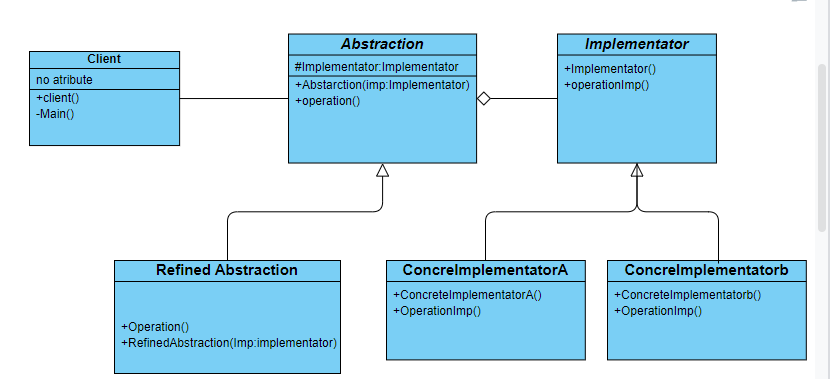 Client
no atribute
+client()
-Main()
Abstraction
#Implementator:Implementator
+Abstarction(imp:Implementator)
+operation()
Implementator
+Implementator()
+operationImp()
Refined Abstraction
+Operation()
+RefinedAbstraction(Imp:implementator)
ConcreImplementatorA
+ConcreteImplementatorA()
+OperationImp()
ConcreImplementatorb
+ConcreteImplementatorb()
+OperationImp()